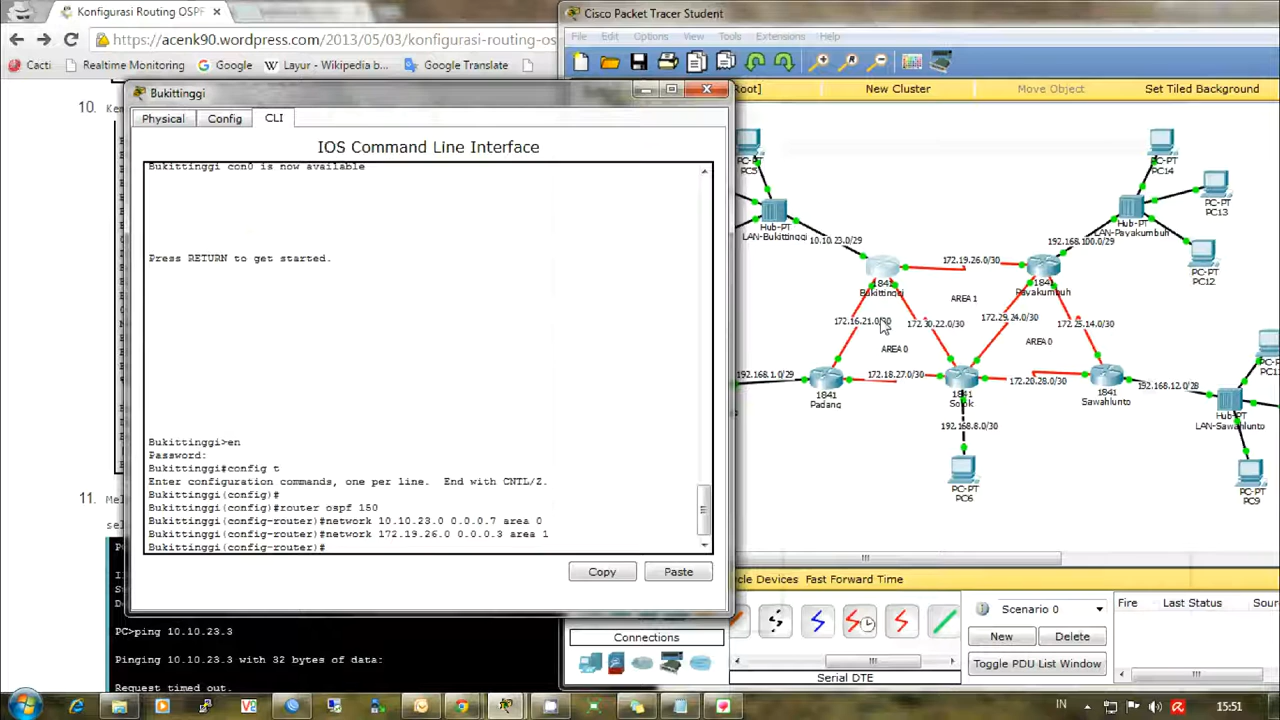 Konfigurasi Routing OSPF
https://acenk90.wordpress.com/2013/05/03/konfigurasi-routing-os
Cacti
Realtime Monitoring
Google
Layur - Wikipedia b...
Google Translate
10.
11.
PC>ping 10.10.23.3
Pinging 10.10.23.3 with 32 bytes of data:
Request timed out.
Bukittinggi
Physical
Config
CLI
IOS Command Line Interface
Bukittinggi con0 is now available
Press RETURN to get started.
Bukittinggi>en
Password:
Bukittinggi#config t
Enter configuration commands, one per line. End with CNTL/Z.
Bukittinggi(config)#
Bukittinggi(config)#router ospf 150
Bukittinggi(config-router)#network 10.10.23.0 0.0.0.7 area 0
Bukittinggi(config-router)#network 172.19.26.0 0.0.0.3 area 1
Bukittinggi(config-router)#
Copy
Paste
Cisco Packet Tracer Student
File
Options
View
Tools
Extensions
Help
New Cluster
Move Object
Set Tiled Background
PC-PT
PC5
Hub-PT
LAN-Bukittinggi
10.10.23.0/29
1841
Bukittinggi
172.19.26.0/30
1841
Payakumbuh
192.168.100.0/29
Hub-PT
LAN-Payakumbuh
PC-PT
PC14
PC-PT
PC13
PC-PT
PC12
AREA 1
172.16.21.0/30
172.30.22.0/30
172.29.24.0/30
172.25.14.0/30
AREA 0
AREA 0
192.168.1.0/29
1841
Padang
172.18.27.0/30
1841
Solok
172.20.28.0/30
1841
Sawahlunto
192.168.12.0/28
Hub-PT
LAN-Sawahlunto
192.168.8.0/30
PC-PT
PC6
PC-PT
PC9
cle Devices
Fast Forward Time
Connections
Serial DTE
Scenario 0
New
Delete
Toggle PDU List Window
Fire
Last Status
Sour
IN
15:51